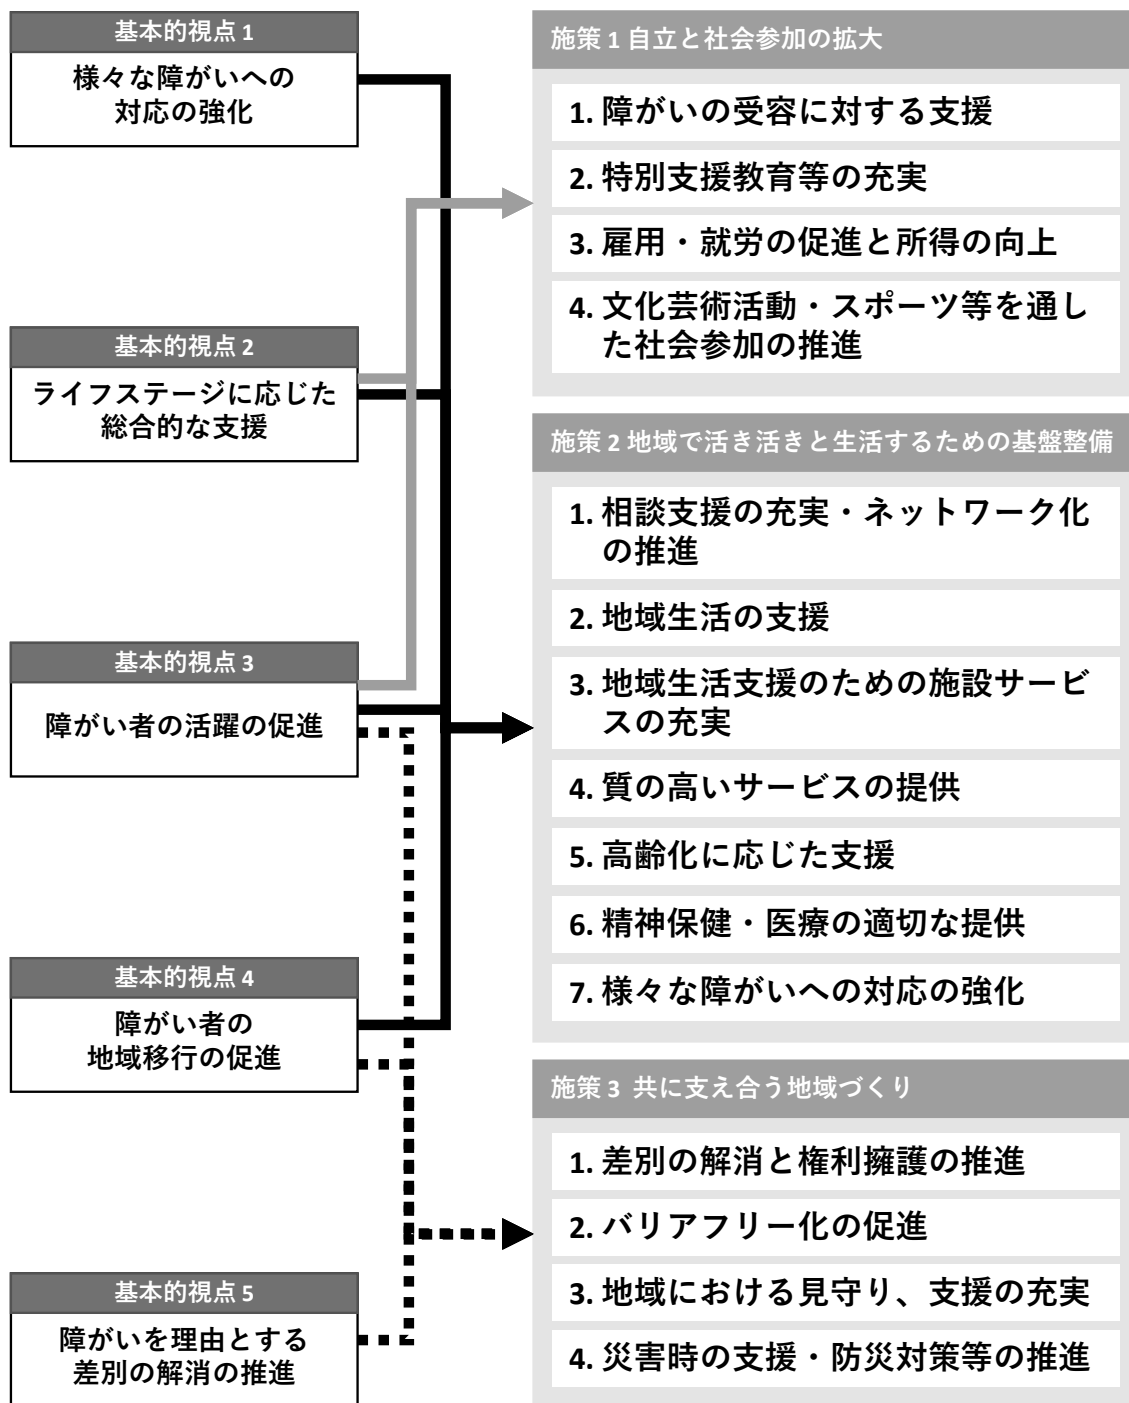 基本的視点 1
様々な障がいへの
対応の強化
基本的視点 2
ライフステージに応じた
総合的な支援
基本的視点 3
障がい者の活躍の促進
基本的視点 4
障がい者の
地域移行の促進
基本的視点 5
障がいを理由とする
差別の解消の推進
施策 1 自立と社会参加の拡大
1. 障がいの受容に対する支援
2. 特別支援教育等の充実
3. 雇用・就労の促進と所得の向上
4. 文化芸術活動・スポーツ等を通し
た社会参加の推進
施策 2 地域で活き活きと生活するための基盤整備
1. 相談支援の充実・ネットワーク化
の推進
2. 地域生活の支援
3. 地域生活支援のための施設サービ
スの充実
4. 質の高いサービスの提供
5. 高齢化に応じた支援
6. 精神保健・医療の適切な提供
7. 様々な障がいへの対応の強化
施策 3 共に支え合う地域づくり
1. 差別の解消と権利擁護の推進
2. バリアフリー化の促進
3. 地域における見守り、支援の充実
4. 災害時の支援・防災対策等の推進